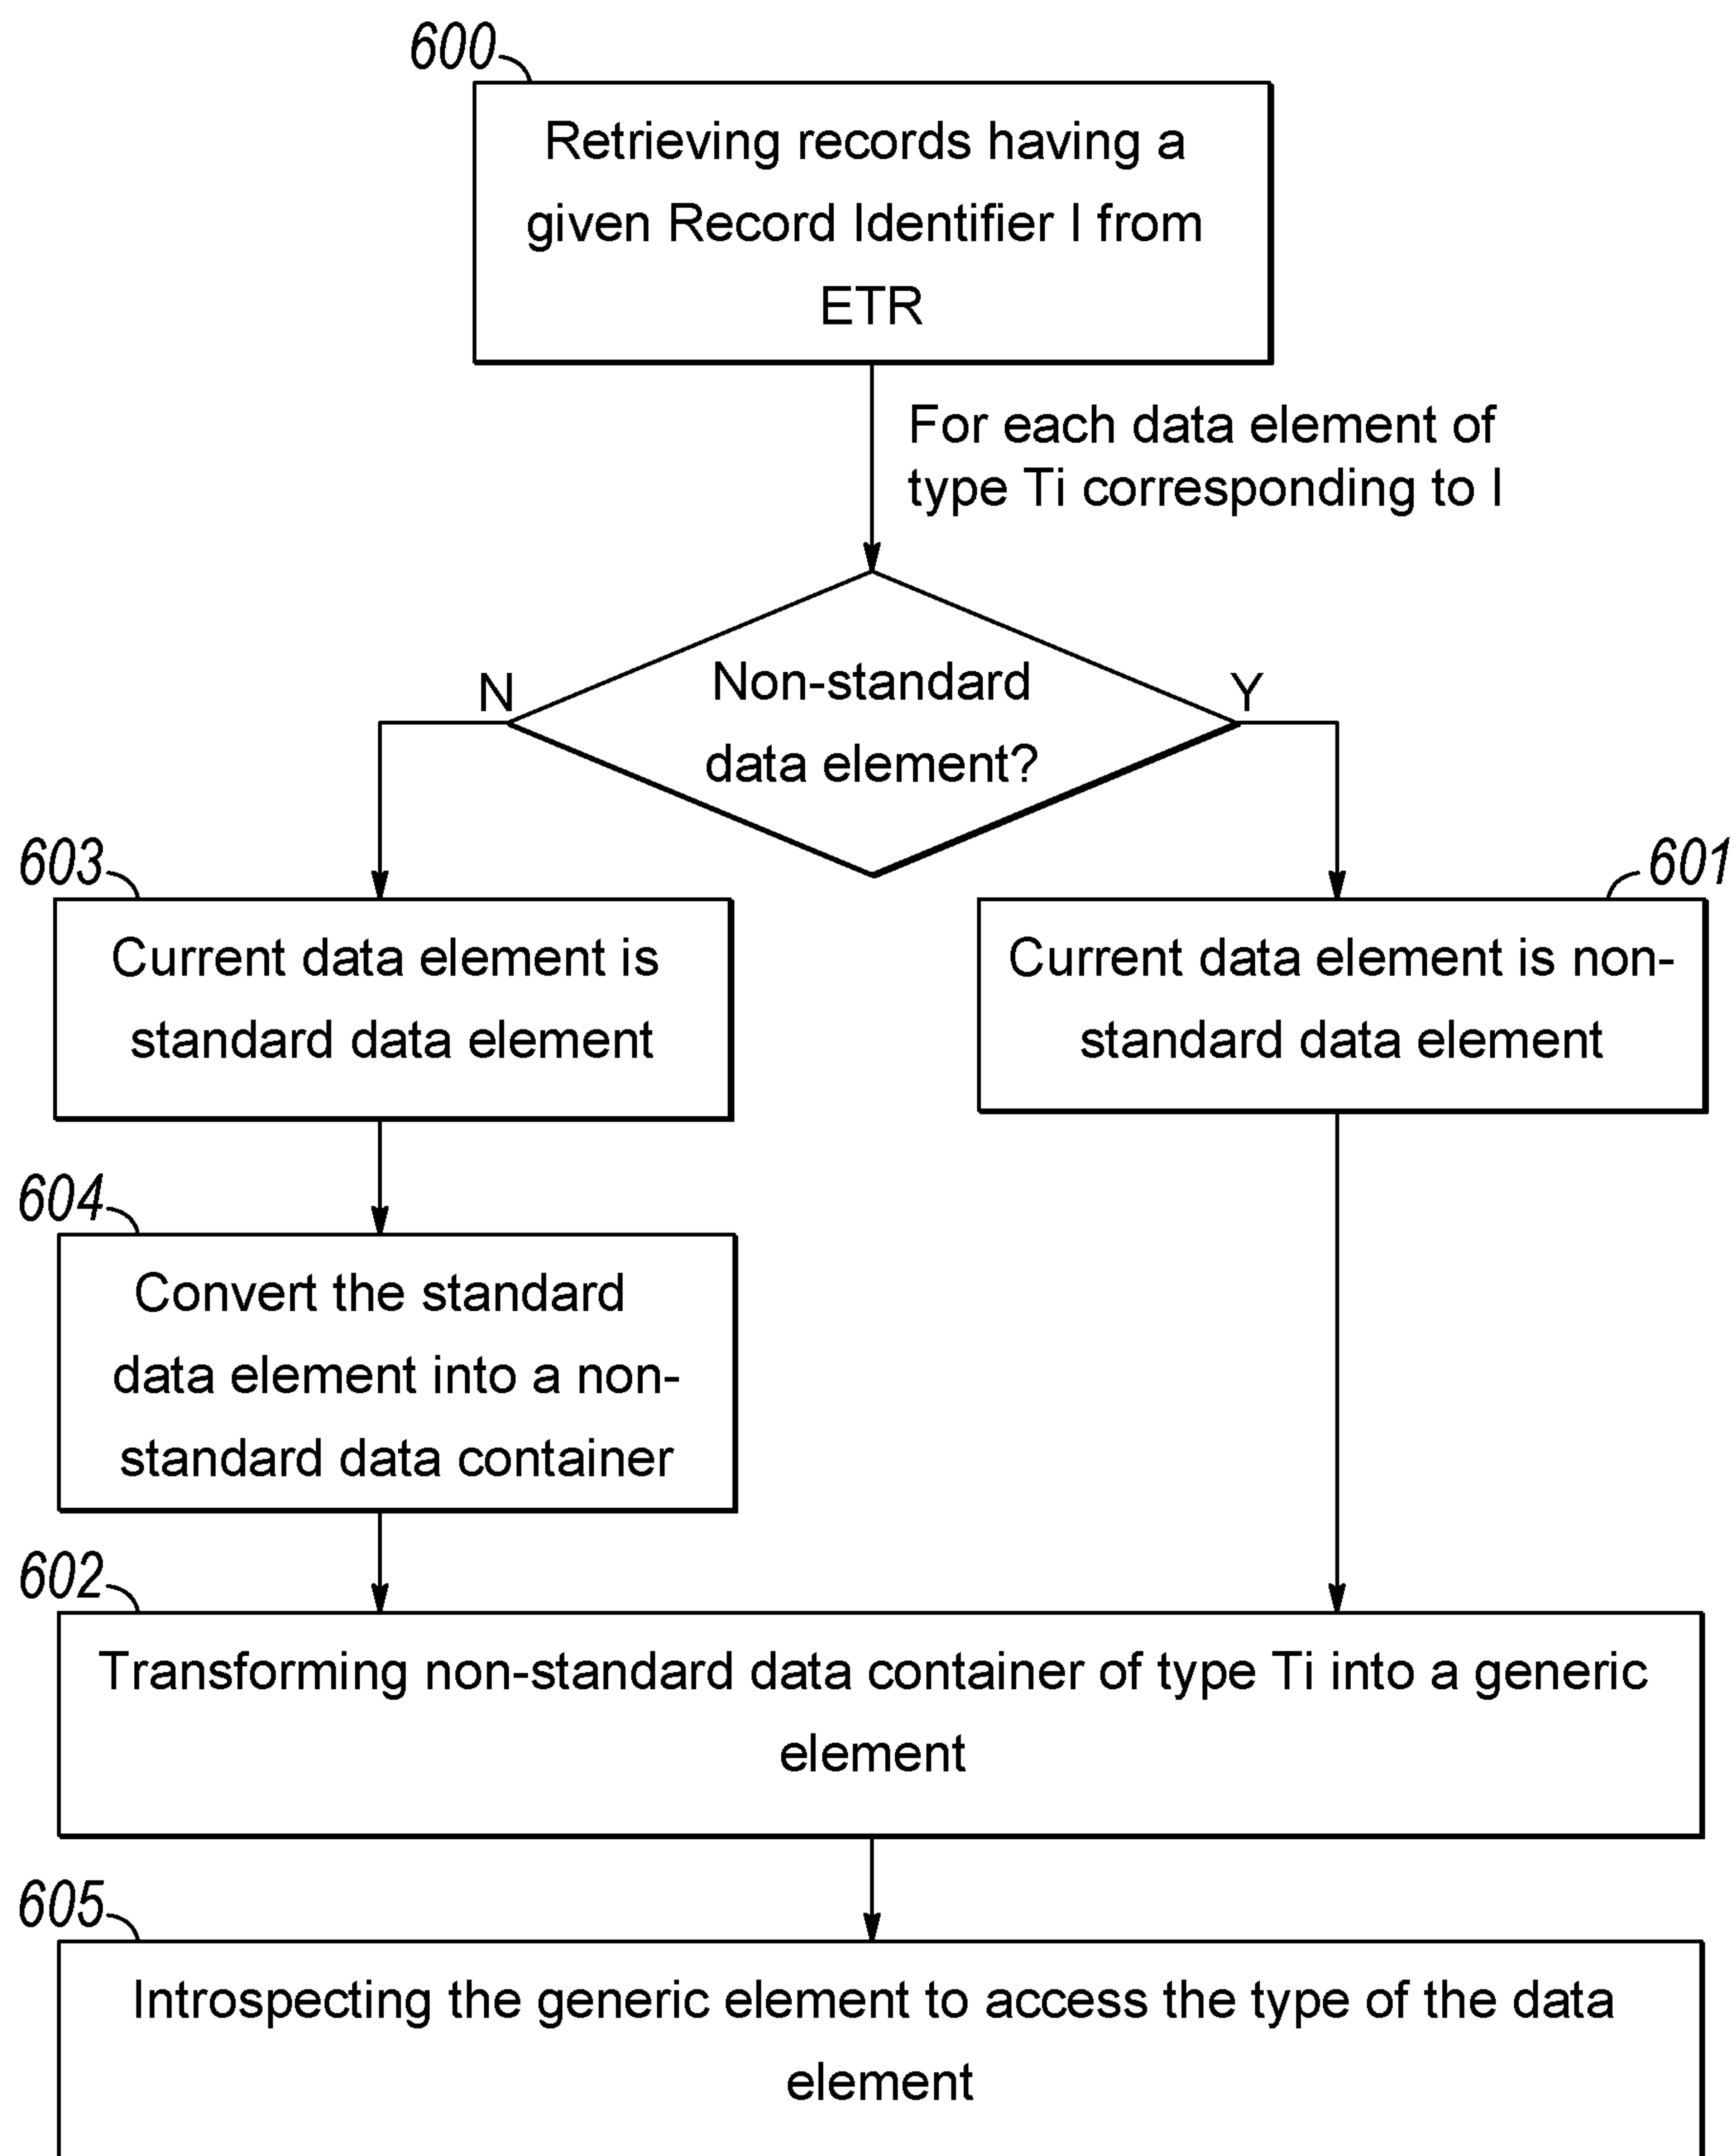 600
Retrieving records having a
given Record Identifier I from
ETR
For each data element of
type Ti corresponding to I
Non-standard
data element?
N
Y
603
Current data element is
standard data element
601
Current data element is non-
standard data element
604
Convert the standard
data element into a non-
standard data container
602
Transforming non-standard data container of type Ti into a generic
element
605
Introspecting the generic element to access the type of the data
element